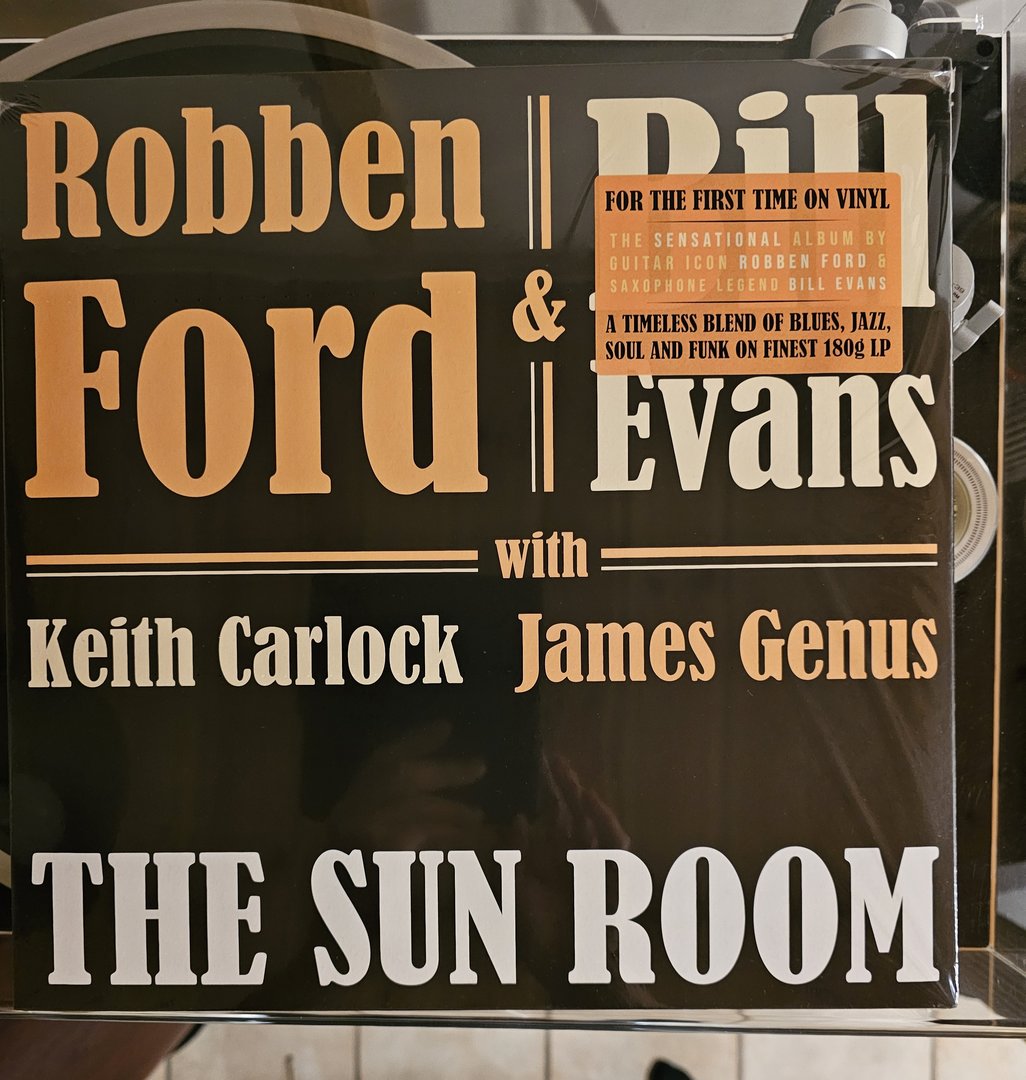 Robben
Ford
&
Bill
Evans
FOR THE FIRST TIME ON VINYL
THE SENSATIONAL ALBUM BY
GUITAR ICON ROBBEN FORD &
SAXOPHONE LEGEND BILL EVANS
A TIMELESS BLEND OF BLUES, JAZZ,
SOUL AND FUNK ON FINEST 180g LP
with
Keith Carlock James Genus
THE SUN ROOM